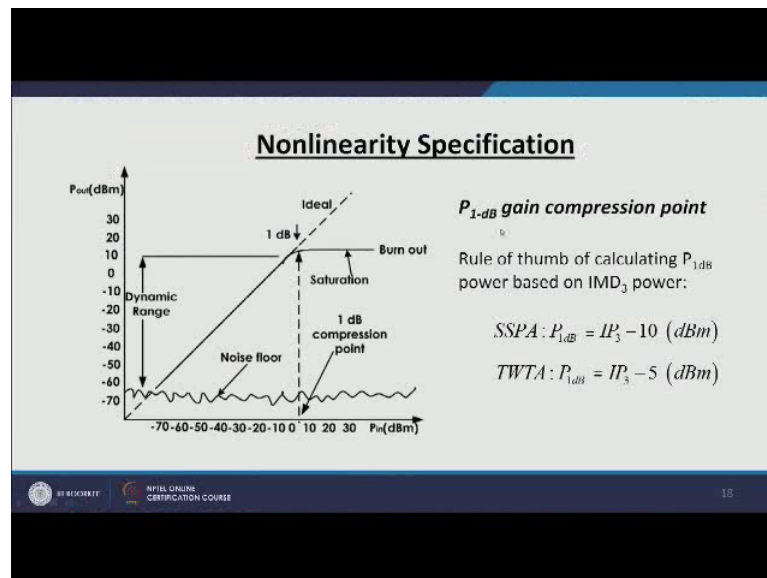 Nonlinearity Specification
Pout(dBm)
30
20
10
0
-10
-20
-30
-40
-50
-60
-70
Dynamic
Range
Ideal
1 dB
Burn out
Saturation
1 dB
compression
point
Noise floor
-70-60-50-40-30-20-10 0 10 20 30 Pin(dBm)
P1-dB gain compression point
Rule of thumb of calculating P1dB
power based on IMD3 power:
SSPA : P1dB = IP3 – 10 (dBm)
TWTA : P1dB = IP3 – 5 (dBm)
IIT ROORKEE
NPTEL ONLINE
CERTIFICATION COURSE
18